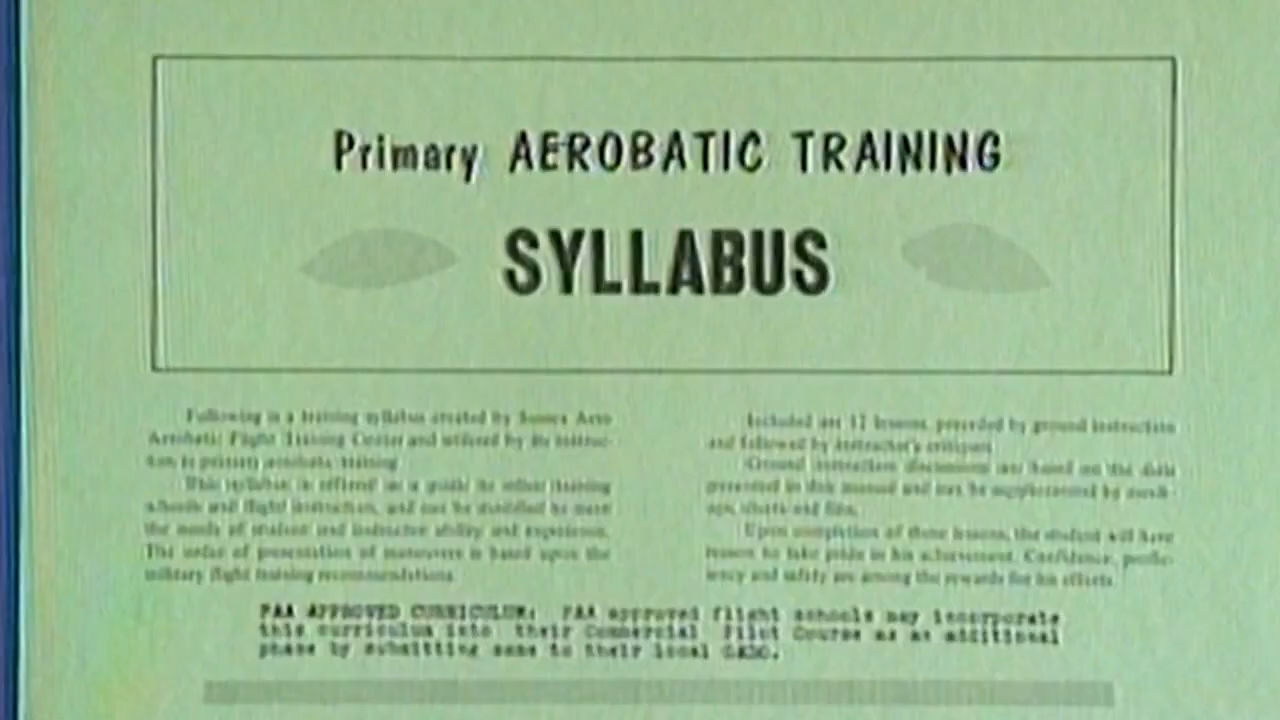 Primary AEROBATIC TRAINING
SYLLABUS
Following is a training syllabus created by
Aerobatic Flight Training Center and utilized by its instruc-
tion in primary aerobatic training.
This syllabus is offered as a guide to other training
schools and flight instruction, and can be modified to meet
the needs of student and instructor ability and experience.
The order of presentation of maneuvers is based upon the
military flight training recommendations.
Included are 12 lessons, preceded by ground instruction
and followed by instructor's critiques.
Ground instruction discussions are based on the data
presented in this manual and can be supplemented by mock-
ups, charts and film.
Upon completion of these lessons, the student will have
reason to take pride in his achievement. Confidence, profic-
iency and safety are among the rewards for his efforts.
FAA APPROVED CURRICULUM: FAA approved flight schools may incorporate
this curriculum into their Commercial Pilot Course as an additional
phase by submitting same to their local GADO.